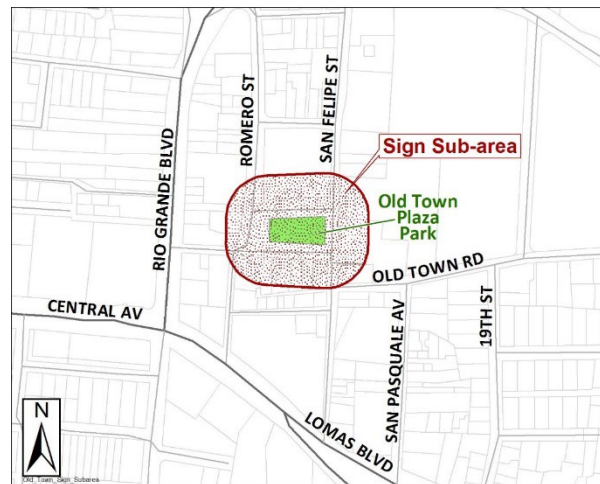 ROMERO ST
SAN FELIPE ST
RIO GRANDE BLVD
Sign Sub-area
Old Town
Plaza
Park
OLD TOWN RD
CENTRAL AV
SAN PASQUALE AV
19TH ST
LOMAS BLVD
N
Old_Town_Sign_Subarea